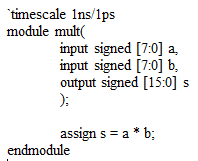 `timescale 1ns/1ps
module mult(
input signed [7:0] a,
input signed [7:0] b,
output signed [15:0] s
);
assign s = a * b;
endmodule